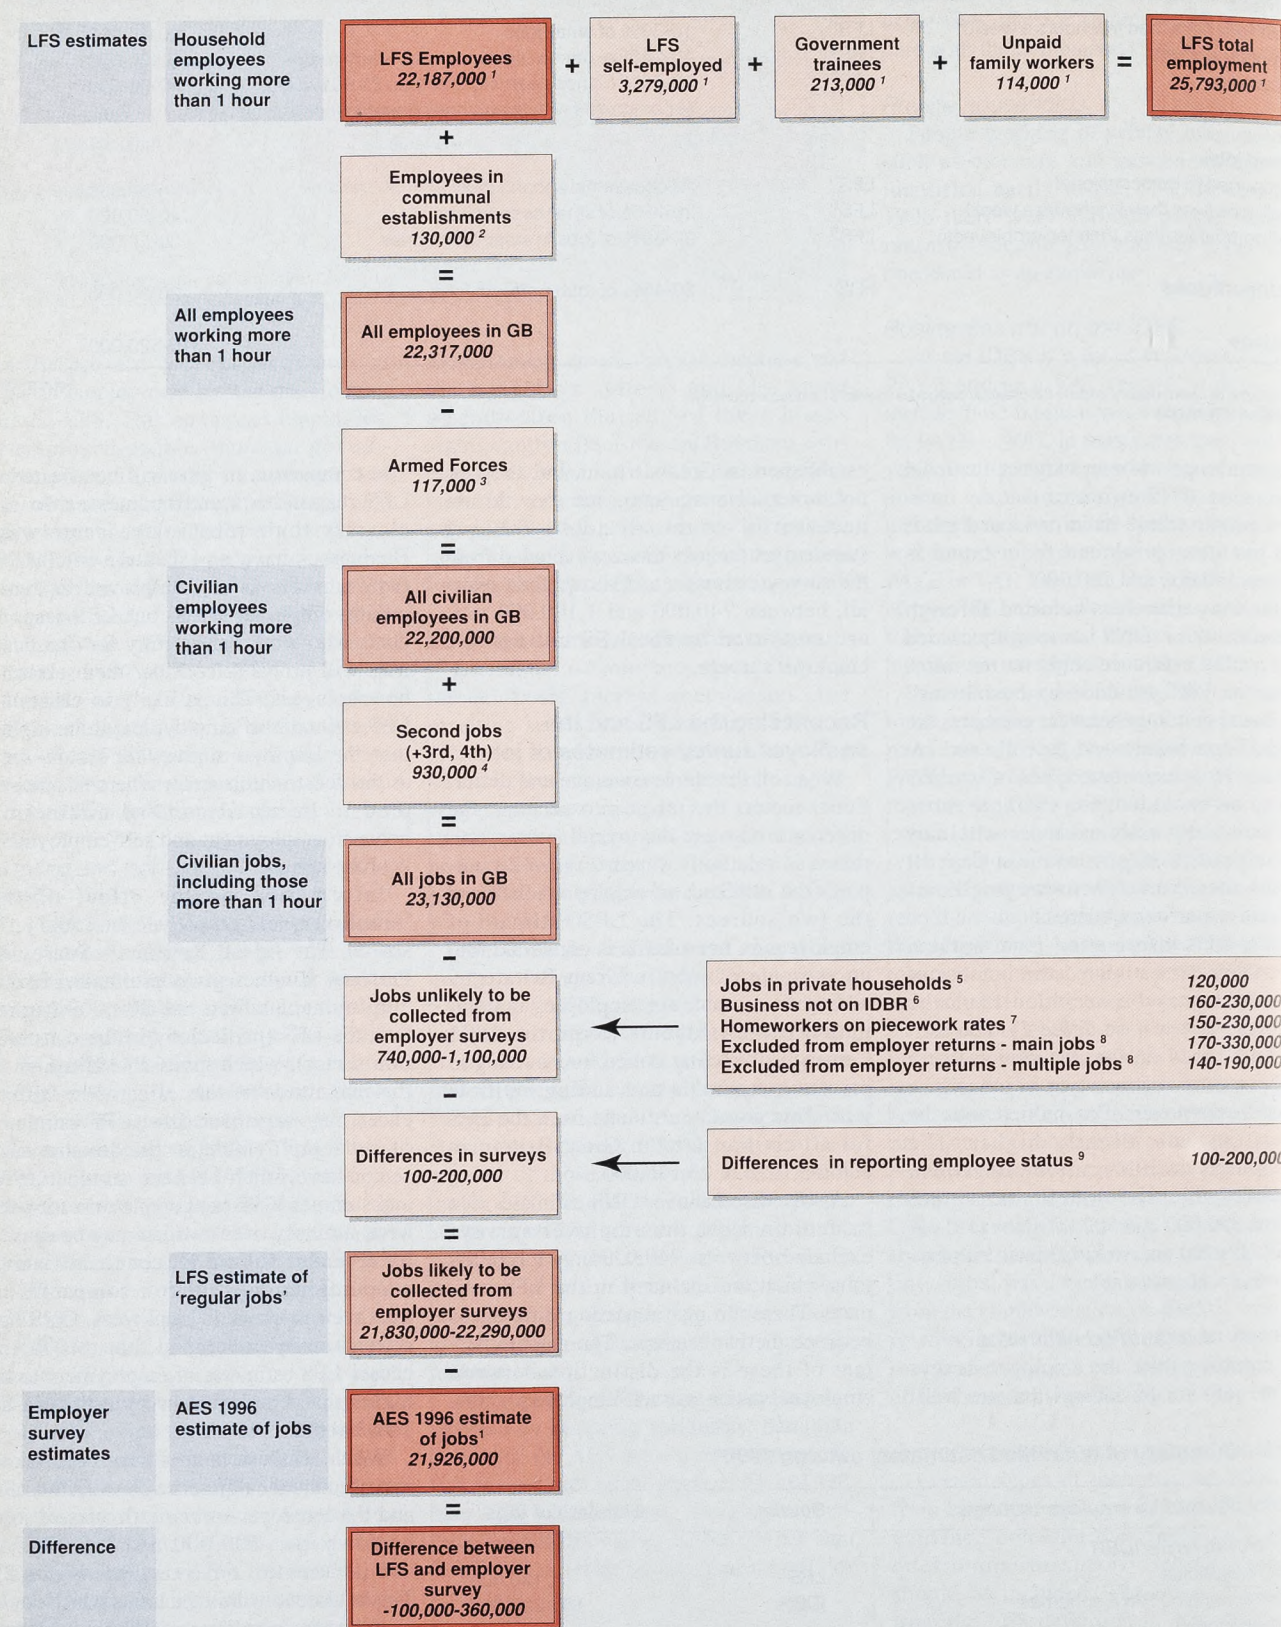 LFS estimates
Household
employees
working more
than 1 hour
LFS Employees
22,187,000 ¹
+
LFS
self-employed
3,279,000 ¹
+
Government
trainees
213,000 ¹
+
Unpaid
family workers
114,000 ¹
=
LFS total
employment
25,793,000 ¹
+
Employees in
communal
establishments
130,000 ²
=
All employees
working more
than 1 hour
All employees in GB
22,317,000
-
Armed Forces
117,000 ³
=
Civilian
employees
working more
than 1 hour
All civilian
employees in GB
22,200,000
+
Second jobs
(+3rd, 4th)
930,000 ⁴
=
Civilian jobs,
including those
more than 1 hour
All jobs in GB
23,130,000
-
Jobs unlikely to be
collected from
employer surveys
740,000-1,100,000
Jobs in private households ⁵ 120,000
Business not on IDBR ⁶ 160-230,000
Homeworkers on piecework rates ⁷ 150-230,000
Excluded from employer returns - main jobs ⁸ 170-330,000
Excluded from employer returns - multiple jobs ⁸ 140-190,000
-
Differences in surveys
100-200,000
Differences in reporting employee status ⁹ 100-200,000
=
LFS estimate of
‘regular jobs’
Jobs likely to be
collected from
employer surveys
21,830,000-22,290,000
-
Employer
survey
estimates
AES 1996
estimate of jobs
AES 1996 estimate
of jobs¹
21,926,000
=
Difference
Difference between
LFS and employer
survey
-100,000-360,000